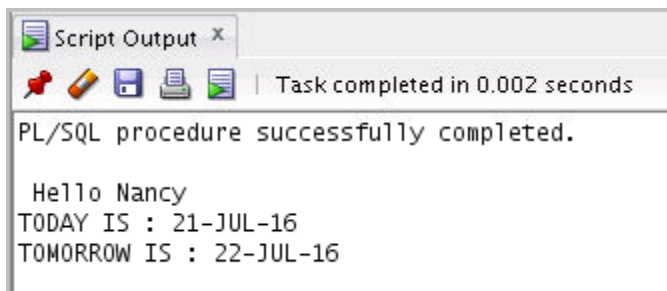 Script Output x
Task completed in 0.002 seconds
PL/SQL procedure successfully completed.
Hello Nancy
TODAY IS : 21-JUL-16
TOMORROW IS : 22-JUL-16